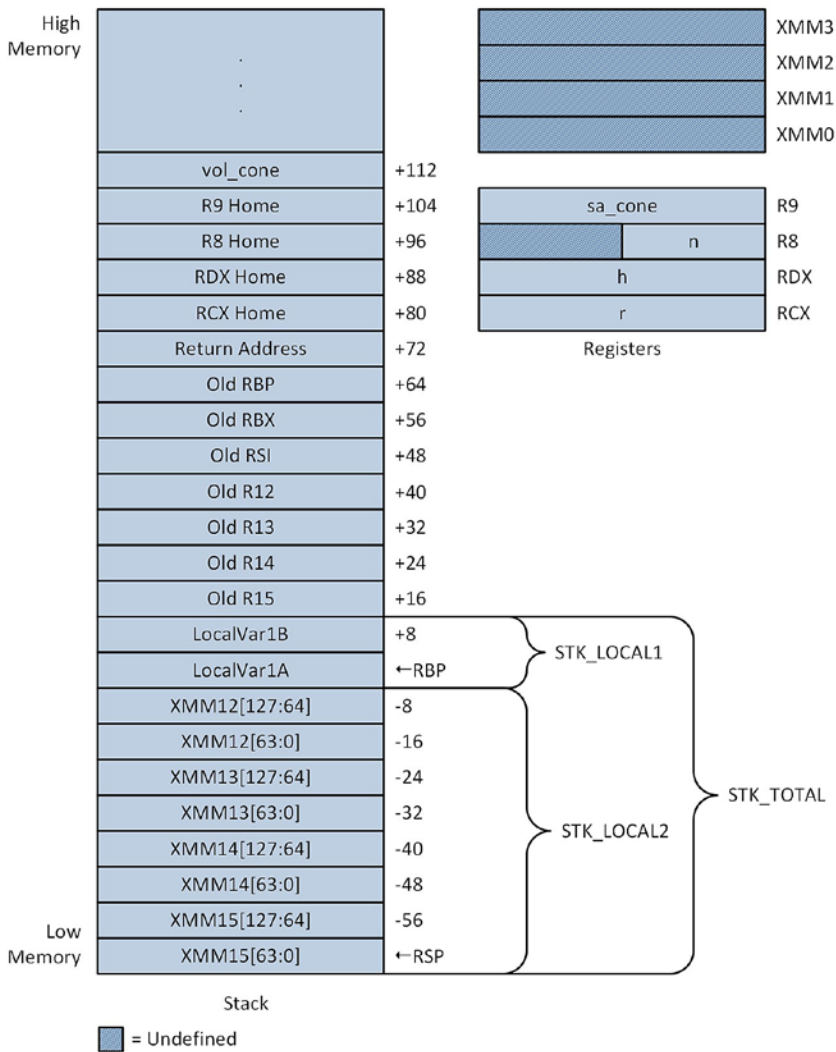 High
Memory
.
.
.
XMM3
XMM2
XMM1
XMM0
vol_cone +112
R9 Home +104 sa_cone R9
R8 Home +96 n R8
RDX Home +88 h RDX
RCX Home +80 r RCX
Return Address +72 Registers
Old RBP +64
Old RBX +56
Old RSI +48
Old R12 +40
Old R13 +32
Old R14 +24
Old R15 +16
LocalVar1B +8
STK_LOCAL1
LocalVar1A ←RBP
XMM12[127:64] -8
XMM12[63:0] -16
XMM13[127:64] -24
STK_TOTAL
XMM13[63:0] -32
STK_LOCAL2
XMM14[127:64] -40
XMM14[63:0] -48
XMM15[127:64] -56
Low
Memory
XMM15[63:0] ←RSP
Stack
= Undefined